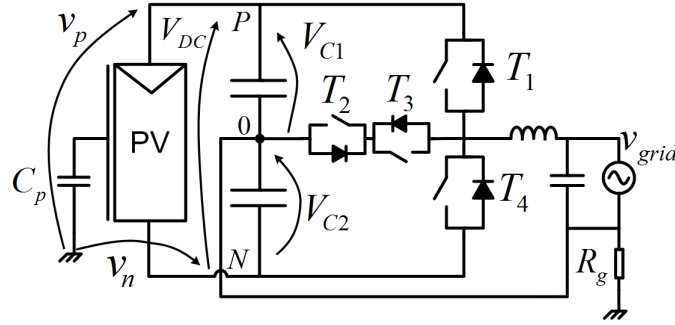 v_p
V_DC
P
V_C1
T_1
T_2
T_3
PV
0
v_grid
C_p
V_C2
T_4
v_n
N
R_g